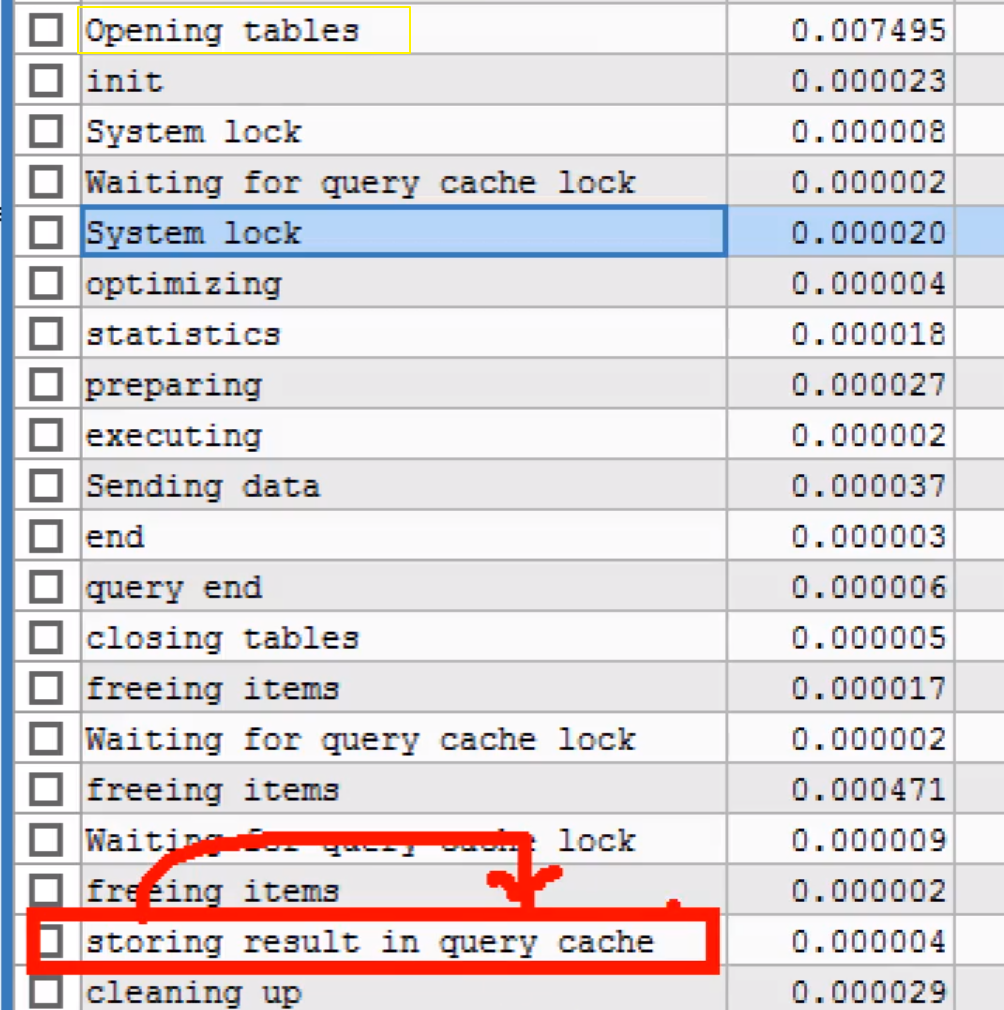 Opening tables 0.007495
init 0.000023
System lock 0.000008
Waiting for query cache lock 0.000002
System lock 0.000020
optimizing 0.000004
statistics 0.000018
preparing 0.000027
executing 0.000002
Sending data 0.000037
end 0.000003
query end 0.000006
closing tables 0.000005
freeing items 0.000017
Waiting for query cache lock 0.000002
freeing items 0.000471
Waiting for query cache lock 0.000009
freeing items 0.000002
storing result in query cache 0.000004
cleaning up 0.000029